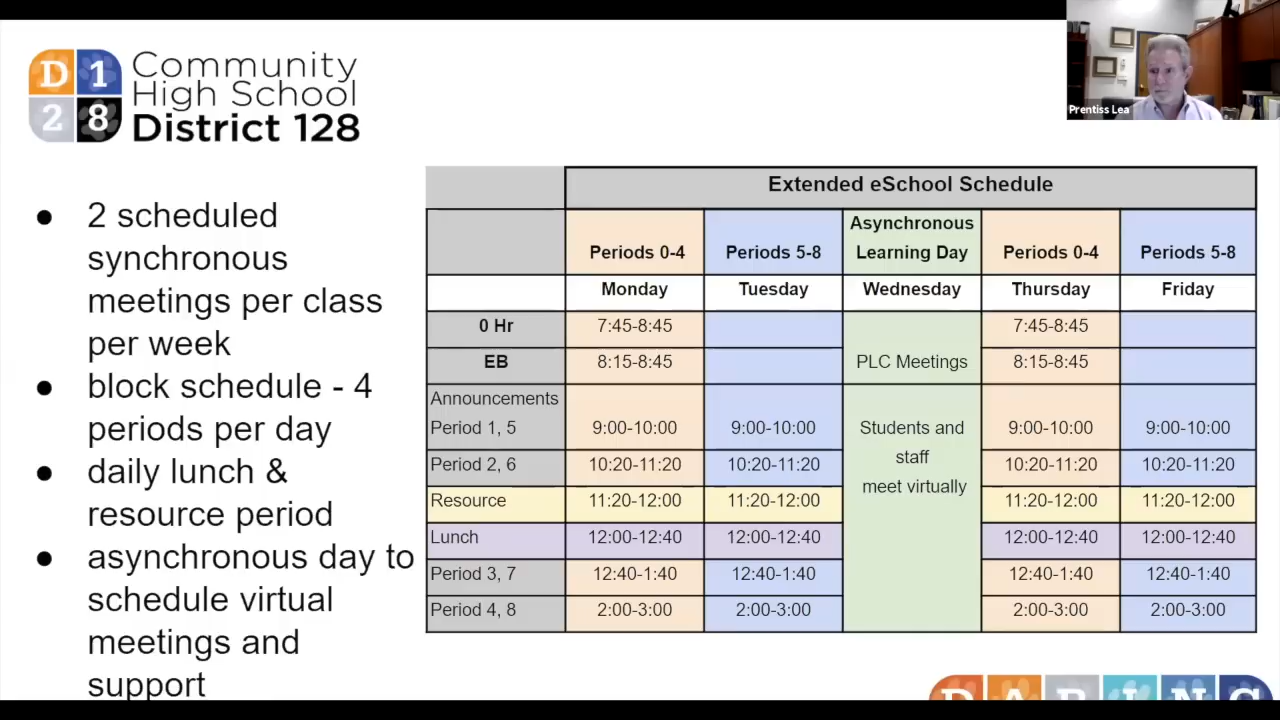 D1
28
Community
High School
District 128
Prentiss Lea
● 2 scheduled
synchronous
meetings per class
per week
● block schedule - 4
periods per day
● daily lunch &
resource period
● asynchronous day to
schedule virtual
meetings and
support
Extended eSchool Schedule
Periods 0-4 Periods 5-8 Asynchronous Learning Day Periods 0-4 Periods 5-8
Monday Tuesday Wednesday Thursday Friday
0 Hr 7:45-8:45 7:45-8:45
EB 8:15-8:45 PLC Meetings 8:15-8:45
Announcements
Period 1, 5 9:00-10:00 9:00-10:00 Students and 9:00-10:00 9:00-10:00
staff
Period 2, 6 10:20-11:20 10:20-11:20 meet virtually 10:20-11:20 10:20-11:20
Resource 11:20-12:00 11:20-12:00 11:20-12:00 11:20-12:00
Lunch 12:00-12:40 12:00-12:40 12:00-12:40 12:00-12:40
Period 3, 7 12:40-1:40 12:40-1:40 12:40-1:40 12:40-1:40
Period 4, 8 2:00-3:00 2:00-3:00 2:00-3:00 2:00-3:00
DARING